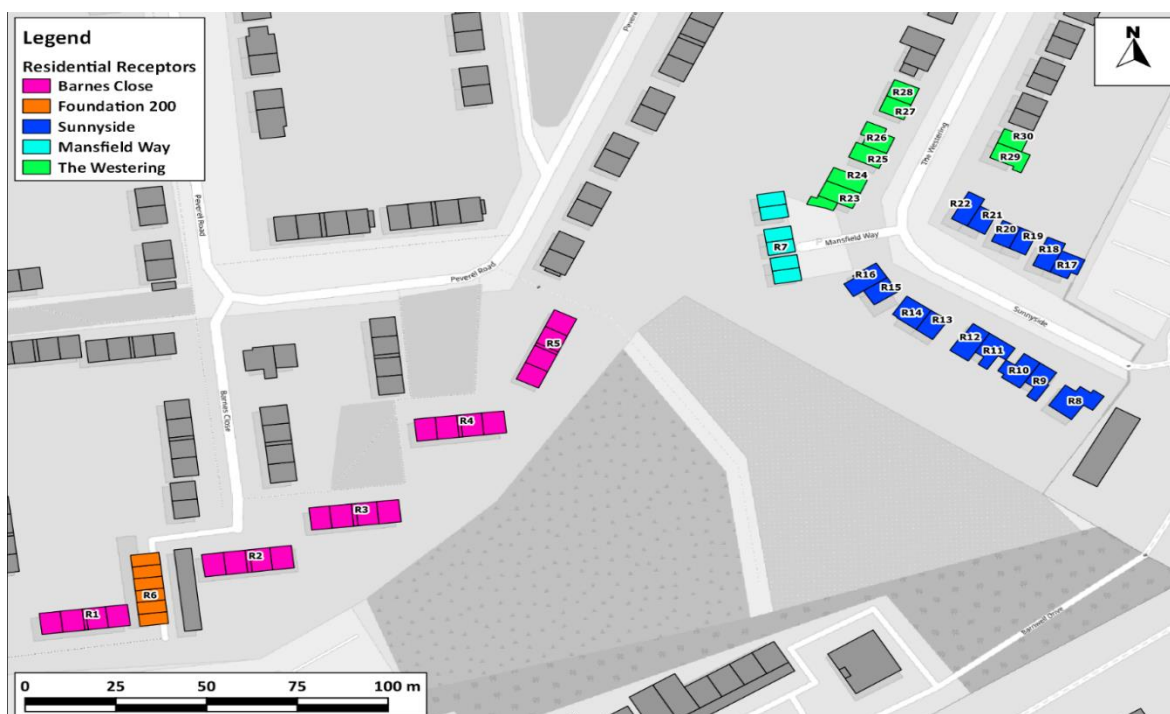 Legend
Residential Receptors
Barnes Close
Foundation 200
Sunnyside
Mansfield Way
The Westering
N
R28
R27
R26
R25
R24
R23
R30
R29
The Westering
R22
R21
R20
R19
R18
R17
R7
Mansfield Way
R16
R15
R14
R13
R12
R11
R10
R9
R8
Sunnyside
Peverel Road
Peverel Road
R5
R4
R3
R2
R1
R6
Barnes Close
Barnwell Drive
0 25 50 75 100 m